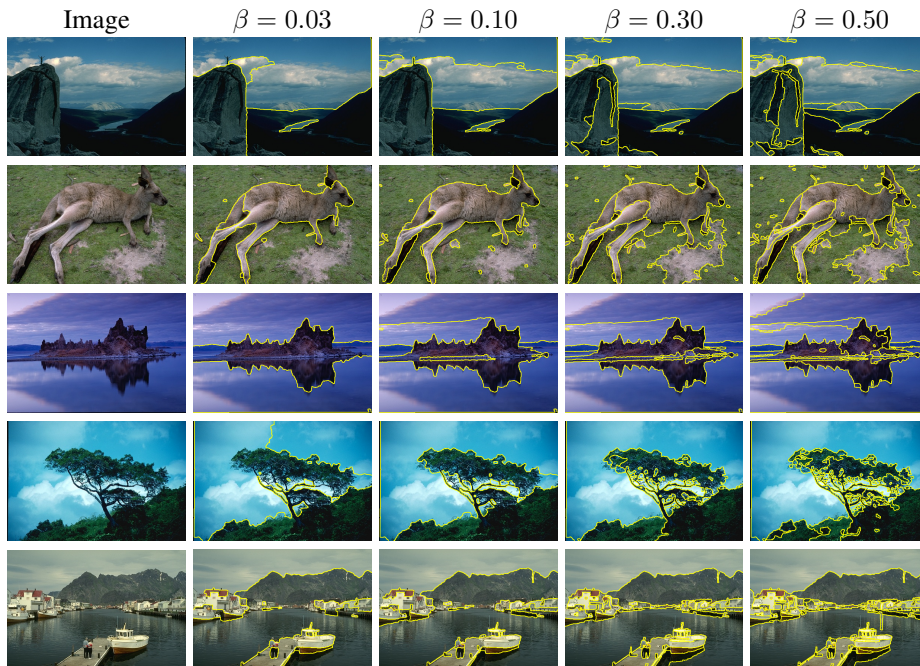 Image β = 0.03 β = 0.10 β = 0.30 β = 0.50